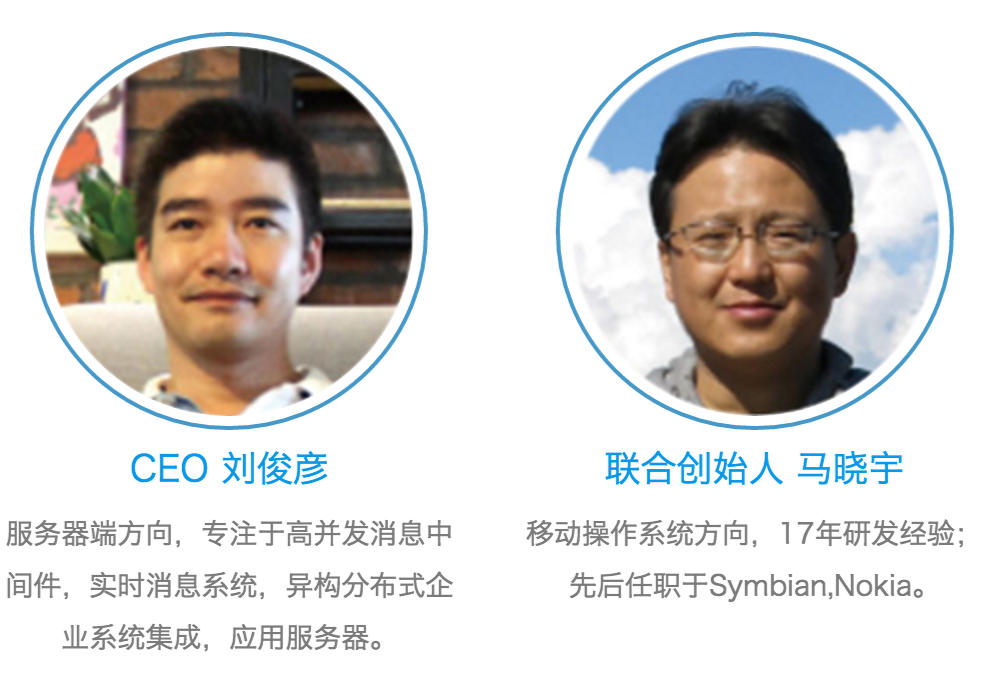 CEO 刘俊彦
服务器端方向，专注于高并发消息中
间件，实时消息系统，异构分布式企
业系统集成，应用服务器。
联合创始人 马晓宇
移动操作系统方向，17年研发经验；
先后任职于Symbian,Nokia。